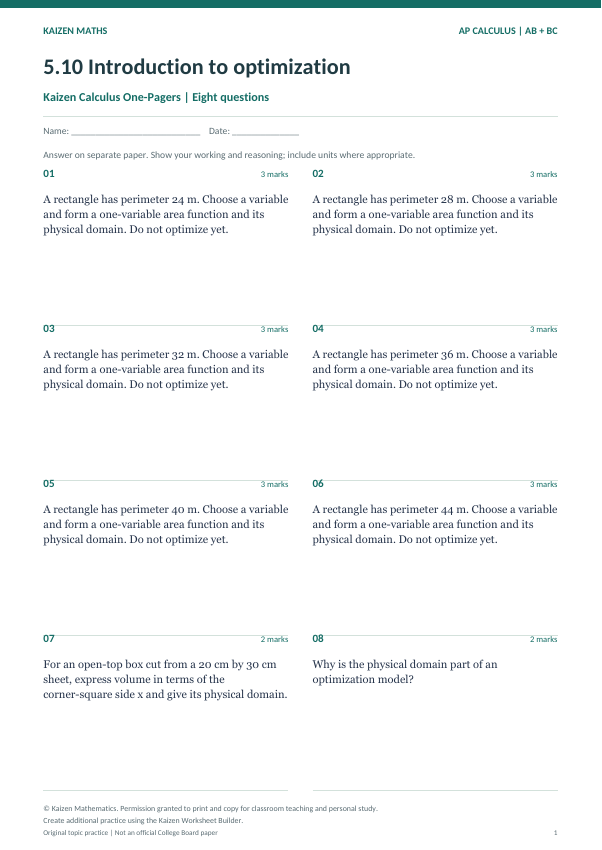 KAIZEN MATHS
AP CALCULUS | AB + BC
5.10 Introduction to optimization
Kaizen Calculus One-Pagers | Eight questions
Name: ____________________________ Date: ______________
Answer on separate paper. Show your working and reasoning; include units where appropriate.
01
3 marks
A rectangle has perimeter 24 m. Choose a variable
and form a one-variable area function and its
physical domain. Do not optimize yet.
02
3 marks
A rectangle has perimeter 28 m. Choose a variable
and form a one-variable area function and its
physical domain. Do not optimize yet.
03
3 marks
A rectangle has perimeter 32 m. Choose a variable
and form a one-variable area function and its
physical domain. Do not optimize yet.
04
3 marks
A rectangle has perimeter 36 m. Choose a variable
and form a one-variable area function and its
physical domain. Do not optimize yet.
05
3 marks
A rectangle has perimeter 40 m. Choose a variable
and form a one-variable area function and its
physical domain. Do not optimize yet.
06
3 marks
A rectangle has perimeter 44 m. Choose a variable
and form a one-variable area function and its
physical domain. Do not optimize yet.
07
2 marks
For an open-top box cut from a 20 cm by 30 cm
sheet, express volume in terms of the
corner-square side x and give its physical domain.
08
2 marks
Why is the physical domain part of an
optimization model?
© Kaizen Mathematics. Permission granted to print and copy for classroom teaching and personal study.
Create additional practice using the Kaizen Worksheet Builder.
Original topic practice | Not an official College Board paper
1